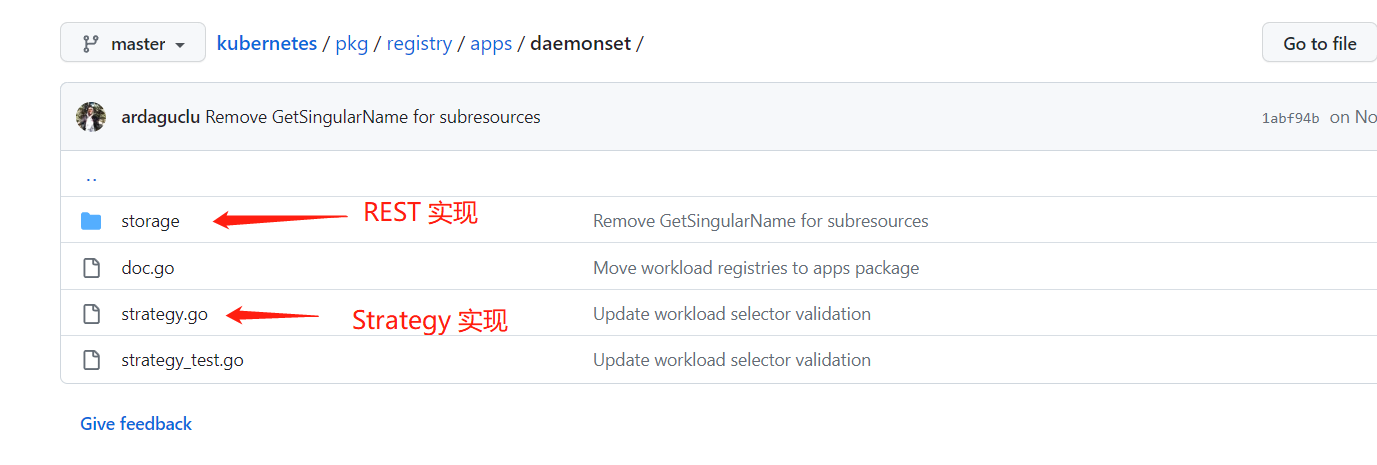 master kubernetes / pkg / registry / apps / daemonset / Go to file
ardaguclu Remove GetSingularName for subresources 1abf94b on No
..
storage REST 实现 Remove GetSingularName for subresources
doc.go Move workload registries to apps package
strategy.go Strategy 实现 Update workload selector validation
strategy_test.go Update workload selector validation
Give feedback